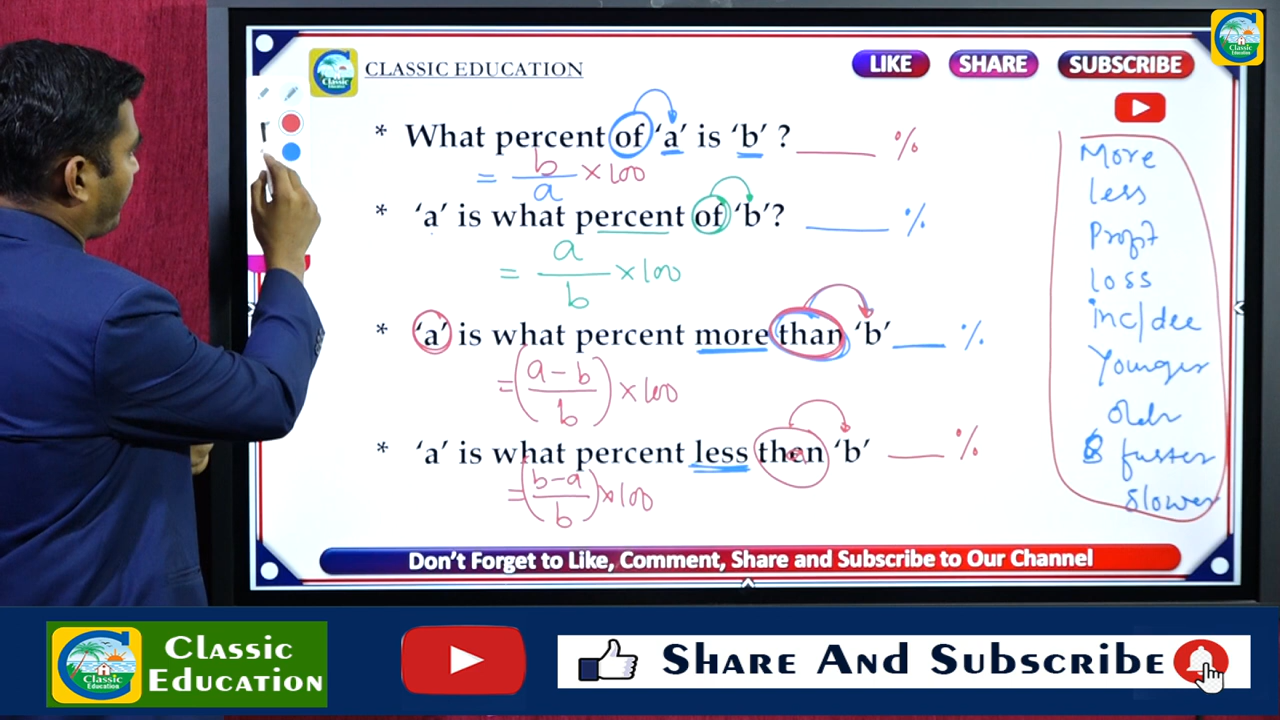 Classic Education
CLASSIC EDUCATION
LIKE SHARE SUBSCRIBE
* What percent of ‘a’ is ‘b’ ? %
= b/a × 100
* ‘a’ is what percent of ‘b’? %
= a/b × 100
* ‘a’ is what percent more than ‘b’ %
= (a – b / b) × 100
* ‘a’ is what percent less then ‘b’ %
= (b – a / b) × 100
More
less
Profit
loss
inc/dec
Younger
older
faster
slower
Don’t Forget to Like, Comment, Share and Subscribe to Our Channel
Classic
Education
Share And Subscribe